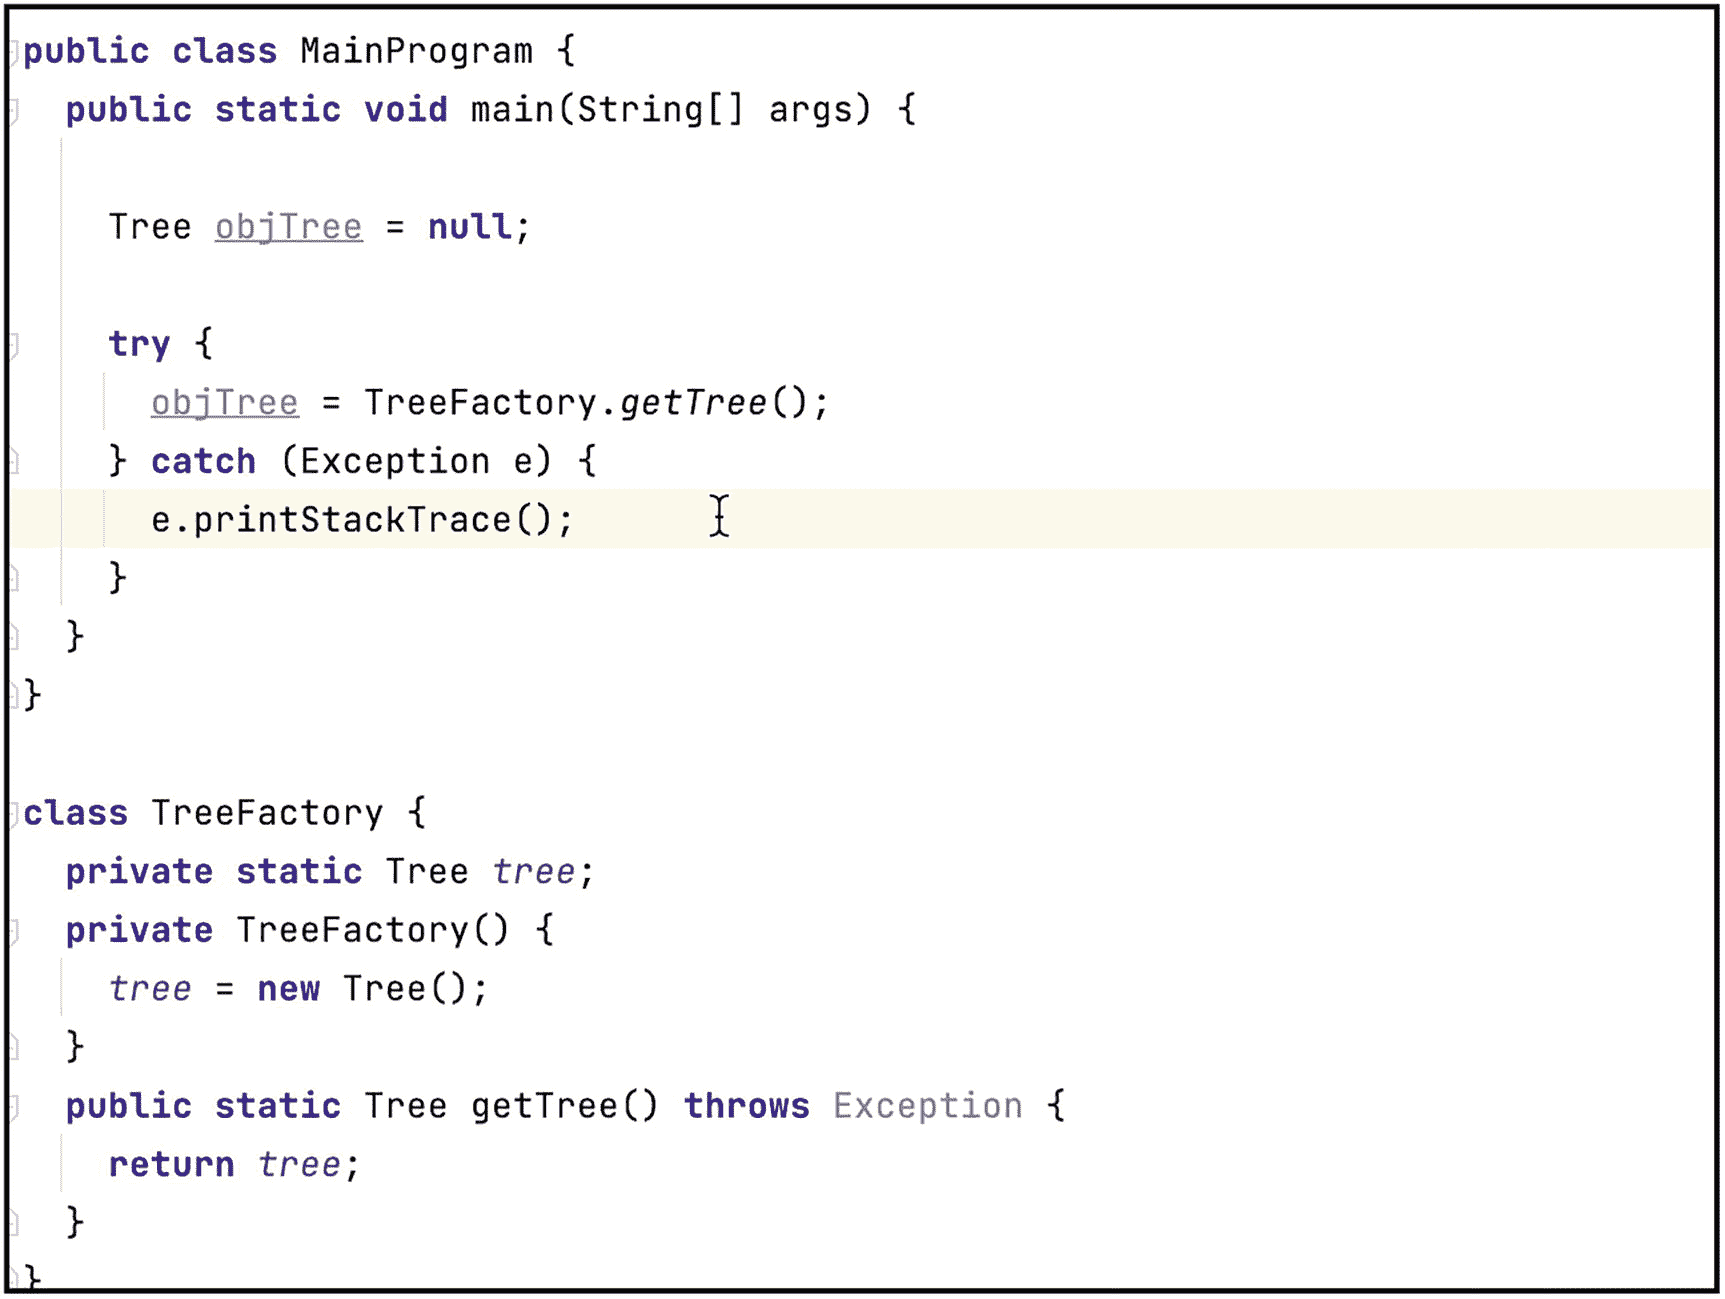 public class MainProgram {
public static void main(String[] args) {
Tree objTree = null;
try {
objTree = TreeFactory.getTree();
} catch (Exception e) {
e.printStackTrace();
}
}
}
class TreeFactory {
private static Tree tree;
private TreeFactory() {
tree = new Tree();
}
public static Tree getTree() throws Exception {
return tree;
}
}